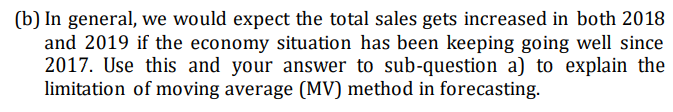 (b) In general, we would expect the total sales gets increased in both 2018
and 2019 if the economy situation has been keeping going well since
2017. Use this and your answer to sub-question a) to explain the
limitation of moving average (MV) method in forecasting.